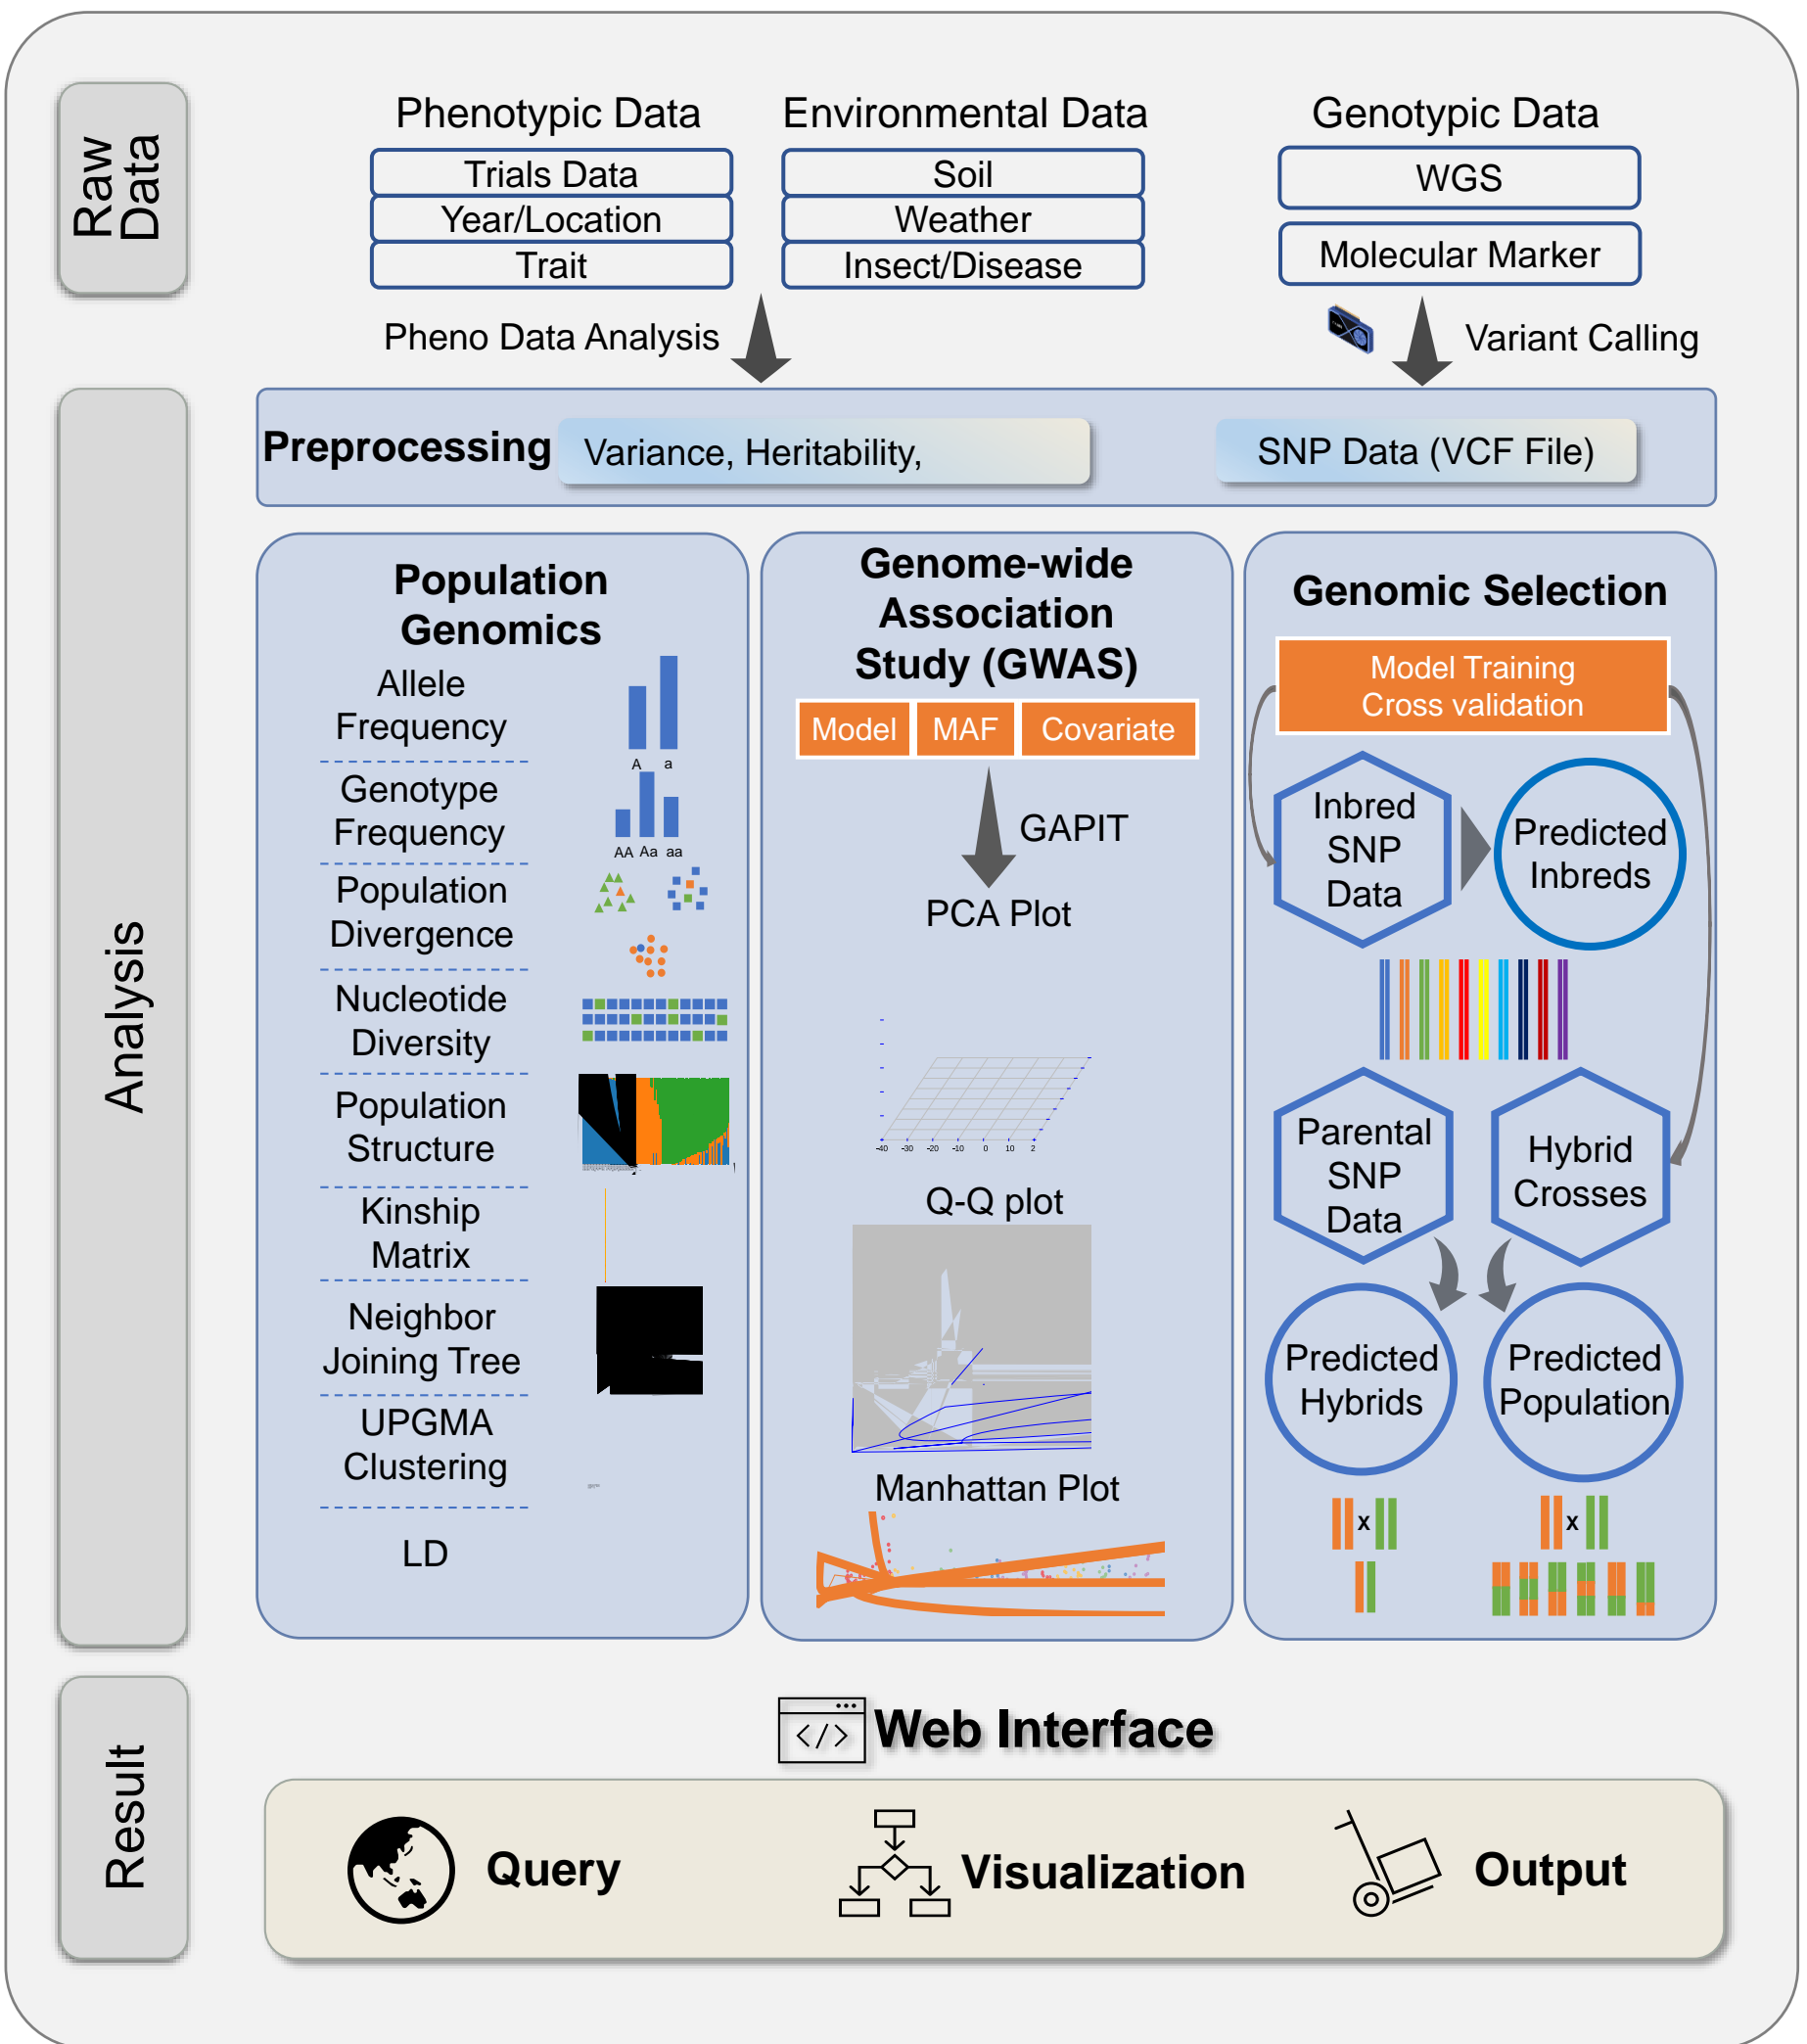 Raw
Data
Phenotypic Data
Trials Data
Year/Location
Trait
Environmental Data
Soil
Weather
Insect/Disease
Genotypic Data
WGS
Molecular Marker
Pheno Data Analysis
Variant Calling
Analysis
Preprocessing
Variance, Heritability,
SNP Data (VCF File)
Population
Genomics
Allele
Frequency
A a
Genotype
Frequency
AA Aa aa
Population
Divergence
Nucleotide
Diversity
Population
Structure
Kinship
Matrix
Neighbor
Joining Tree
UPGMA
Clustering
LD
Genome-wide
Association
Study (GWAS)
Model
MAF
Covariate
GAPIT
PCA Plot
-40 -30 -20 -10 0 10 2
Q-Q plot
Manhattan Plot
Genomic Selection
Model Training
Cross validation
Inbred
SNP
Data
Predicted
Inbreds
Parental
SNP
Data
Hybrid
Crosses
Predicted
Hybrids
Predicted
Population
x
x
Result
</> Web Interface
Query
Visualization
Output